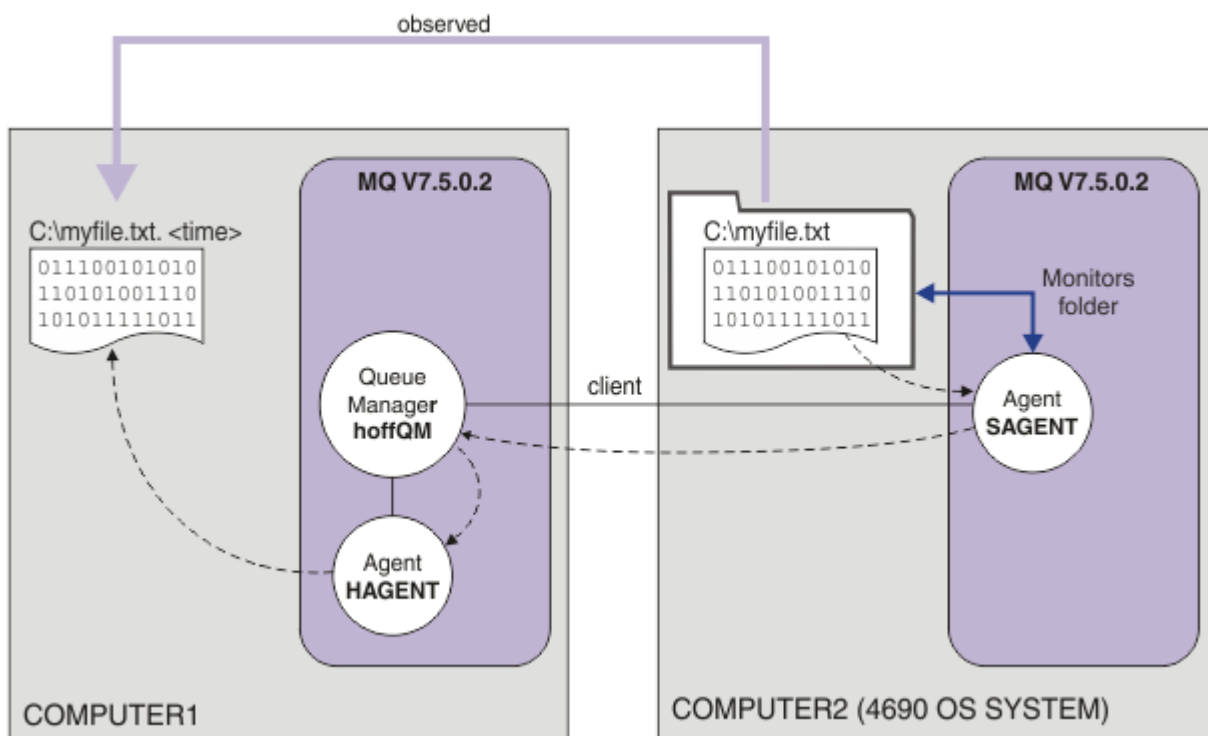 observed
MQ V7.5.0.2
C:\myfile.txt. <time>
011100101010
110101001110
101011111011
Queue
Manager
hoffQM
Agent
HAGENT
COMPUTER1
client
MQ V7.5.0.2
C:\myfile.txt
011100101010
110101001110
101011111011
Monitors
folder
Agent
SAGENT
COMPUTER2 (4690 OS SYSTEM)